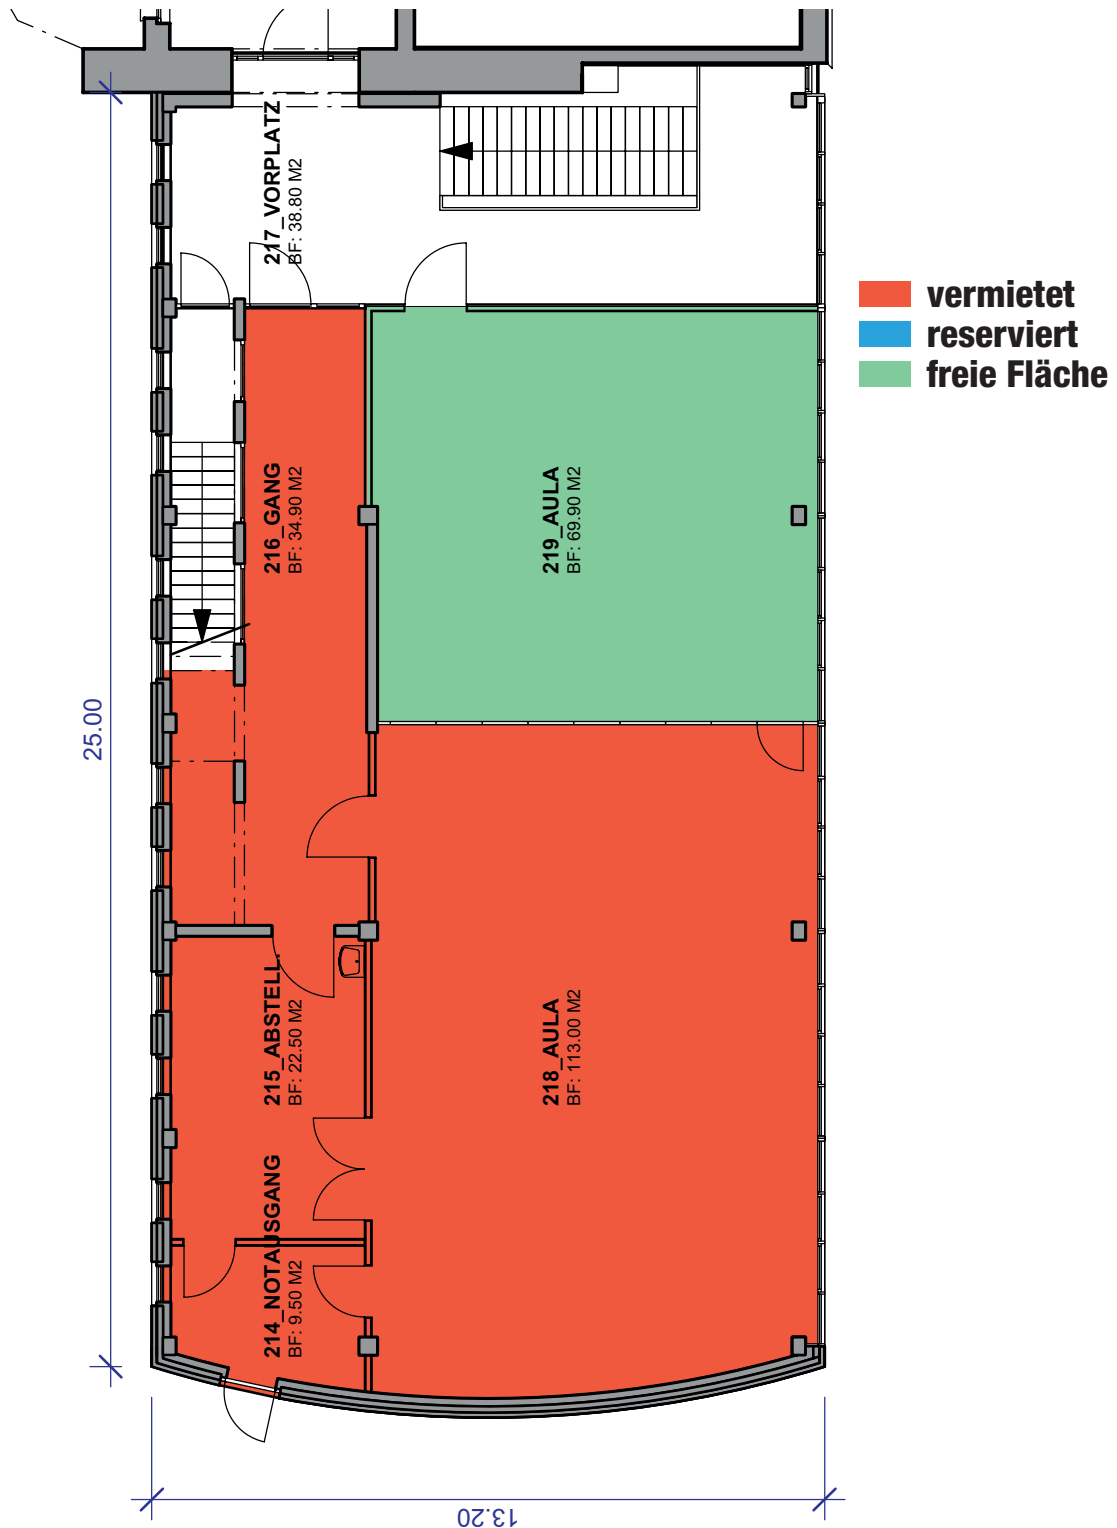 217_VORPLATZ
BF: 38.80 M2
vermietet
reserviert
freie Fläche
216_GANG
BF: 34.90 M2
219_AULA
BF: 69.90 M2
25.00
215_ABSTELL.
BF: 22.50 M2
218_AULA
BF: 113.00 M2
214_NOTAUSGANG
BF: 9.50 M2
13.20